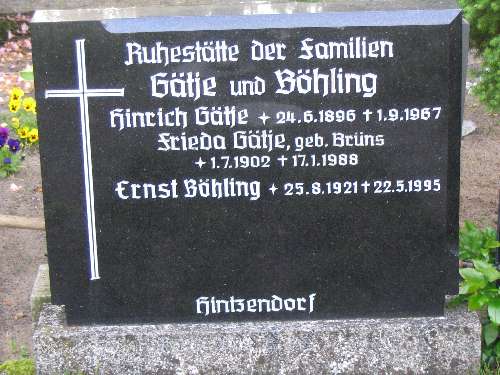 Ruhestätte der Familien
Gätje und Böhling
Hinrich Gätje ✦ 24.6.1896 ✝ 1.9.1967
Frieda Gätje, geb. Brüns
✦ 1.7.1902 ✝ 17.1.1988
Ernst Böhling ✦ 25.8.1921 ✝ 22.5.1995
Hintzendorf